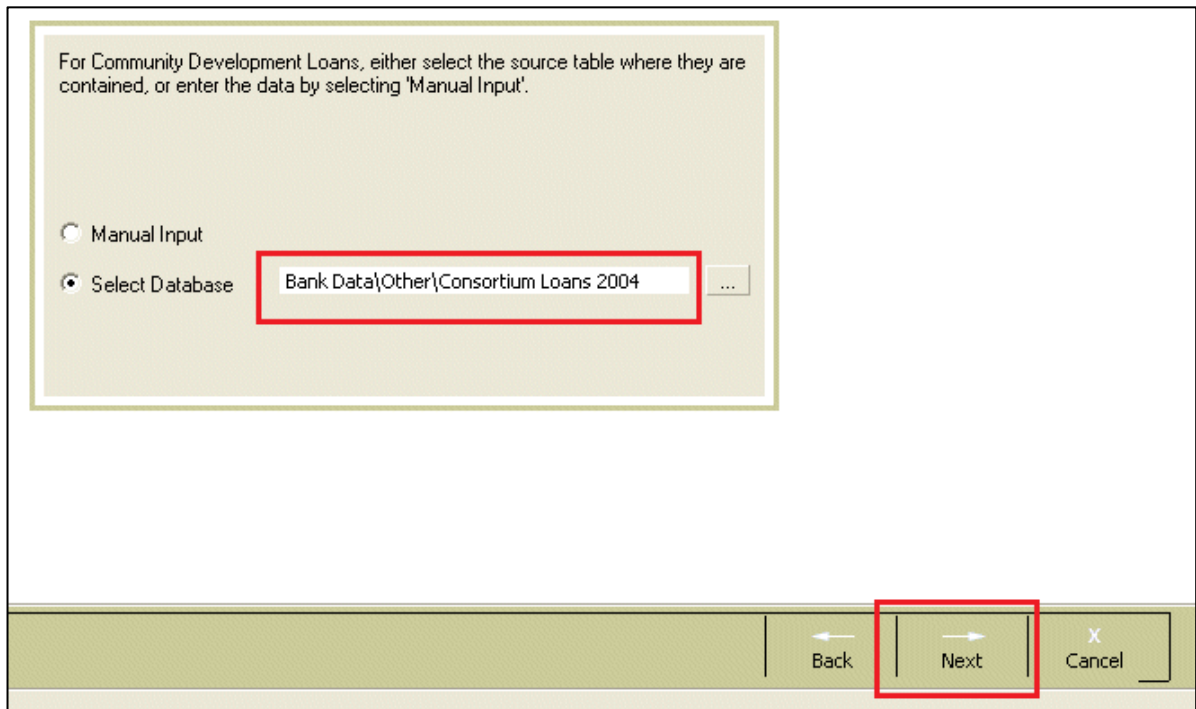 For Community Development Loans, either select the source table where they are
contained, or enter the data by selecting 'Manual Input'.
Manual Input
Select Database
Bank Data\Other\Consortium Loans 2004
...
Back
Next
X
Cancel